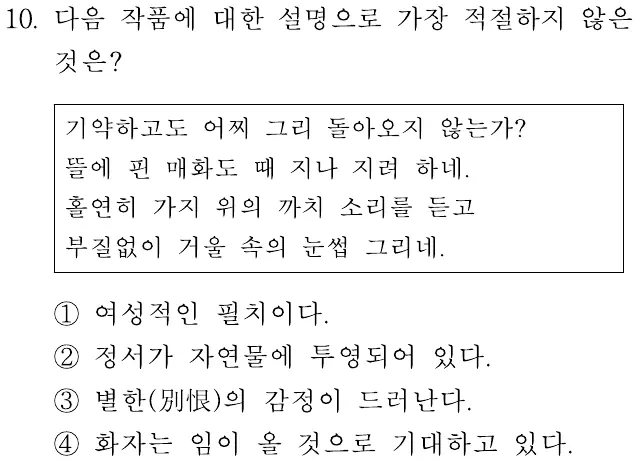 10. 다음 작품에 대한 설명으로 가장 적절하지 않은
것은?
기약하고도 어찌 그리 돌아오지 않는가?
뜰에 핀 매화도 때 지나 지려 하네.
홀연히 가지 위의 까치 소리를 듣고
부질없이 거울 속의 눈썹 그리네.
① 여성적인 필치이다.
② 정서가 자연물에 투영되어 있다.
③ 별한(別恨)의 감정이 드러난다.
④ 화자는 임이 올 것으로 기대하고 있다.